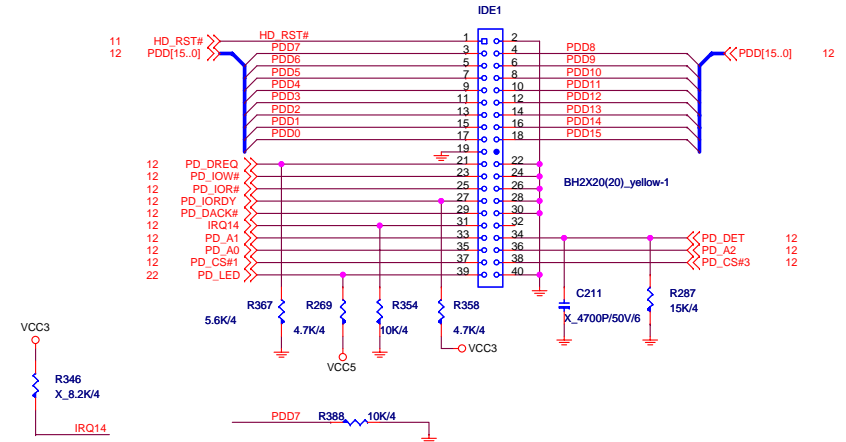 IDE1
11 HD_RST# HD_RST# 1 2
12 PDD[15..0] PDD7 3 4 PDD8 PDD[15..0] 12
PDD6 5 6 PDD9
PDD5 7 8 PDD10
PDD4 9 10 PDD11
PDD3 11 12 PDD12
PDD2 13 14 PDD13
PDD1 15 16 PDD14
PDD0 17 18 PDD15
19
12 PD_DREQ 21 22
12 PD_IOW# 23 24
12 PD_IOR# 25 26 BH2X20(20)_yellow-1
12 PD_IORDY 27 28
12 PD_DACK# 29 30
12 IRQ14 31 32
12 PD_A1 33 34 PD_DET 12
12 PD_A0 35 36 PD_A2 12
12 PD_CS#1 37 38 PD_CS#3 12
22 PD_LED 39 40
R367 R269 R354 R358 C211 R287
5.6K/4 4.7K/4 10K/4 4.7K/4 X_4700P/50V/6 15K/4
VCC3
VCC3
VCC5
R346
X_8.2K/4
IRQ14
PDD7 R388 10K/4